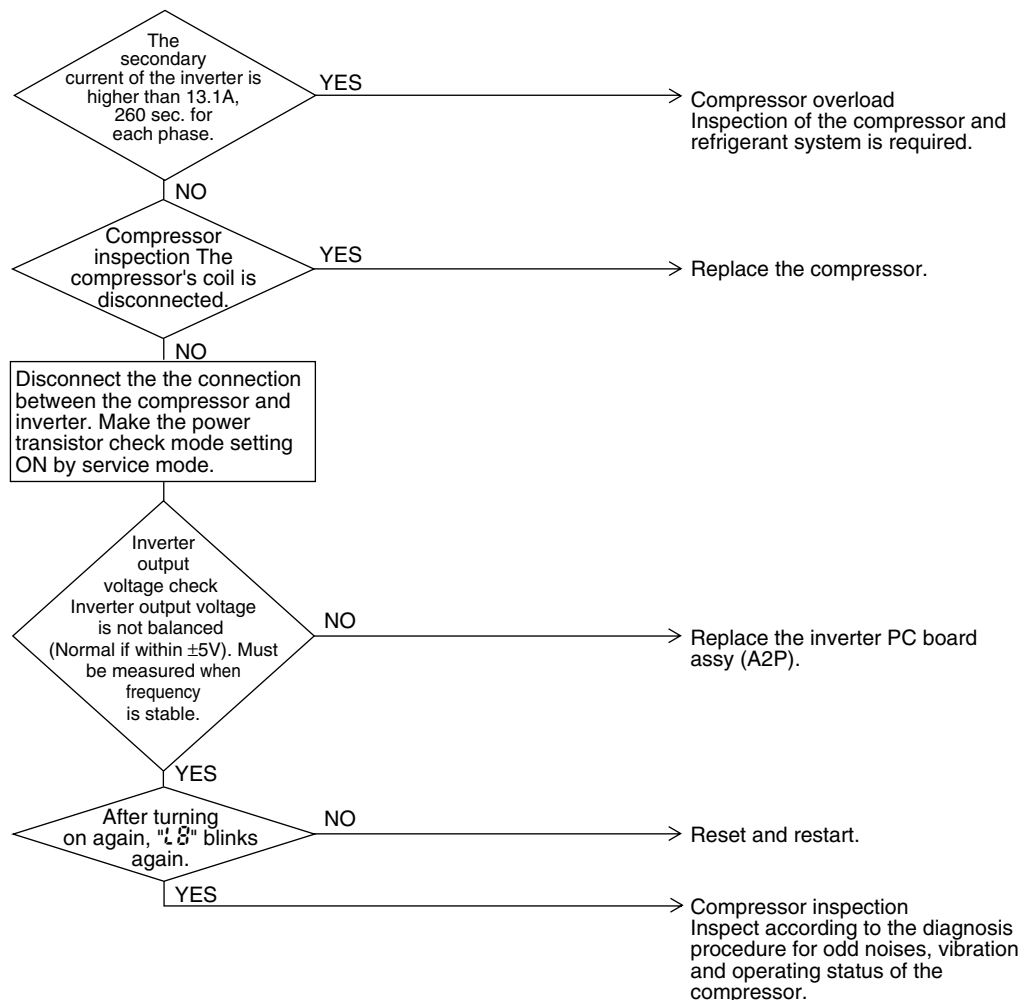 The
secondary
current of the inverter is
higher than 13.1A,
260 sec. for
each phase.
YES
Compressor overload
Inspection of the compressor and
refrigerant system is required.
NO
Compressor
inspection The
compressor's coil is
disconnected.
YES
Replace the compressor.
NO
Disconnect the the connection
between the compressor and
inverter. Make the power
transistor check mode setting
ON by service mode.
Inverter
output
voltage check
Inverter output voltage
is not balanced
(Normal if within ±5V). Must
be measured when
frequency
is stable.
NO
Replace the inverter PC board
assy (A2P).
YES
After turning
on again, "L8" blinks
again.
NO
Reset and restart.
YES
Compressor inspection
Inspect according to the diagnosis
procedure for odd noises, vibration
and operating status of the
compressor.